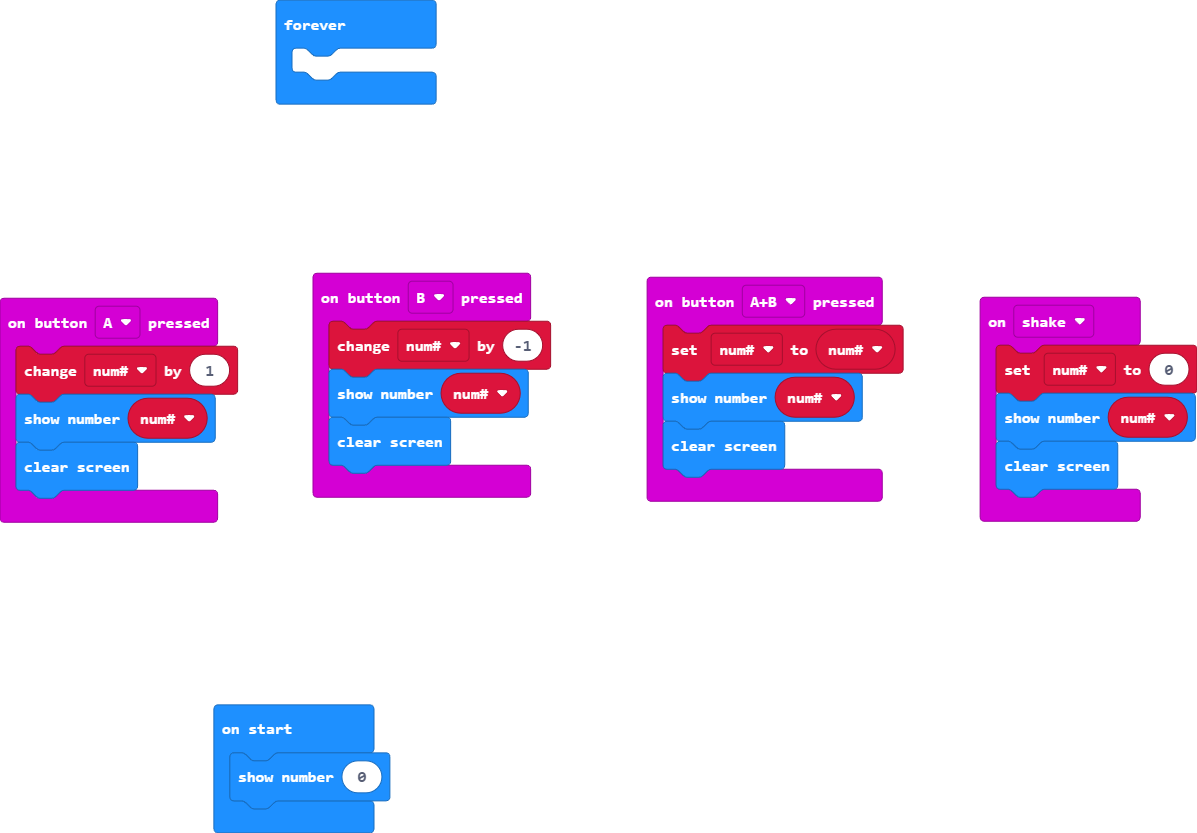 forever
on button A pressed
change num# by 1
show number num#
clear screen
on button B pressed
change num# by -1
show number num#
clear screen
on button A+B pressed
set num# to num#
show number num#
clear screen
on shake
set num# to 0
show number num#
clear screen
on start
show number 0